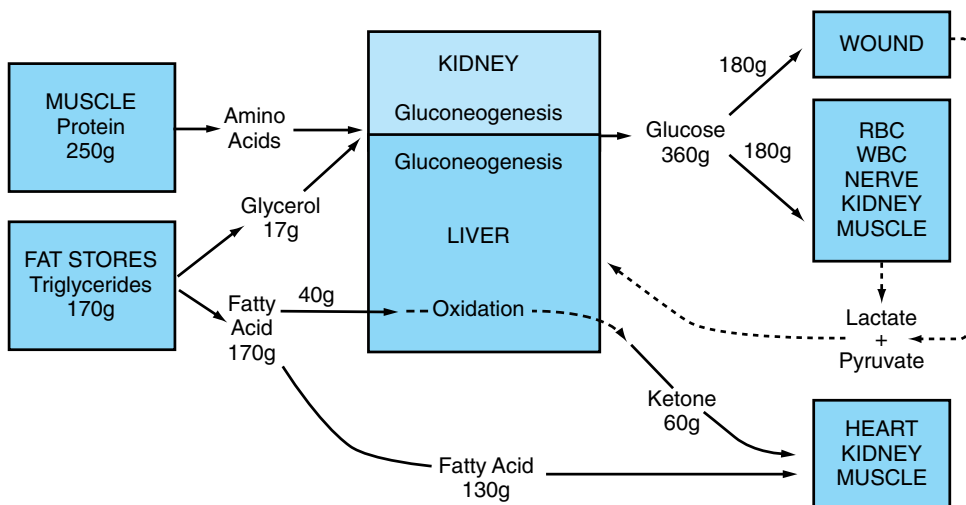 MUSCLE
Protein
250g
FAT STORES
Triglycerides
170g
Amino
Acids
Glycerol
17g
Fatty
Acid
170g
40g
KIDNEY
Gluconeogenesis
Gluconeogenesis
LIVER
Oxidation
Glucose
360g
180g
180g
WOUND
RBC
WBC
NERVE
KIDNEY
MUSCLE
Lactate
+
Pyruvate
Ketone
60g
Fatty Acid
130g
HEART
KIDNEY
MUSCLE